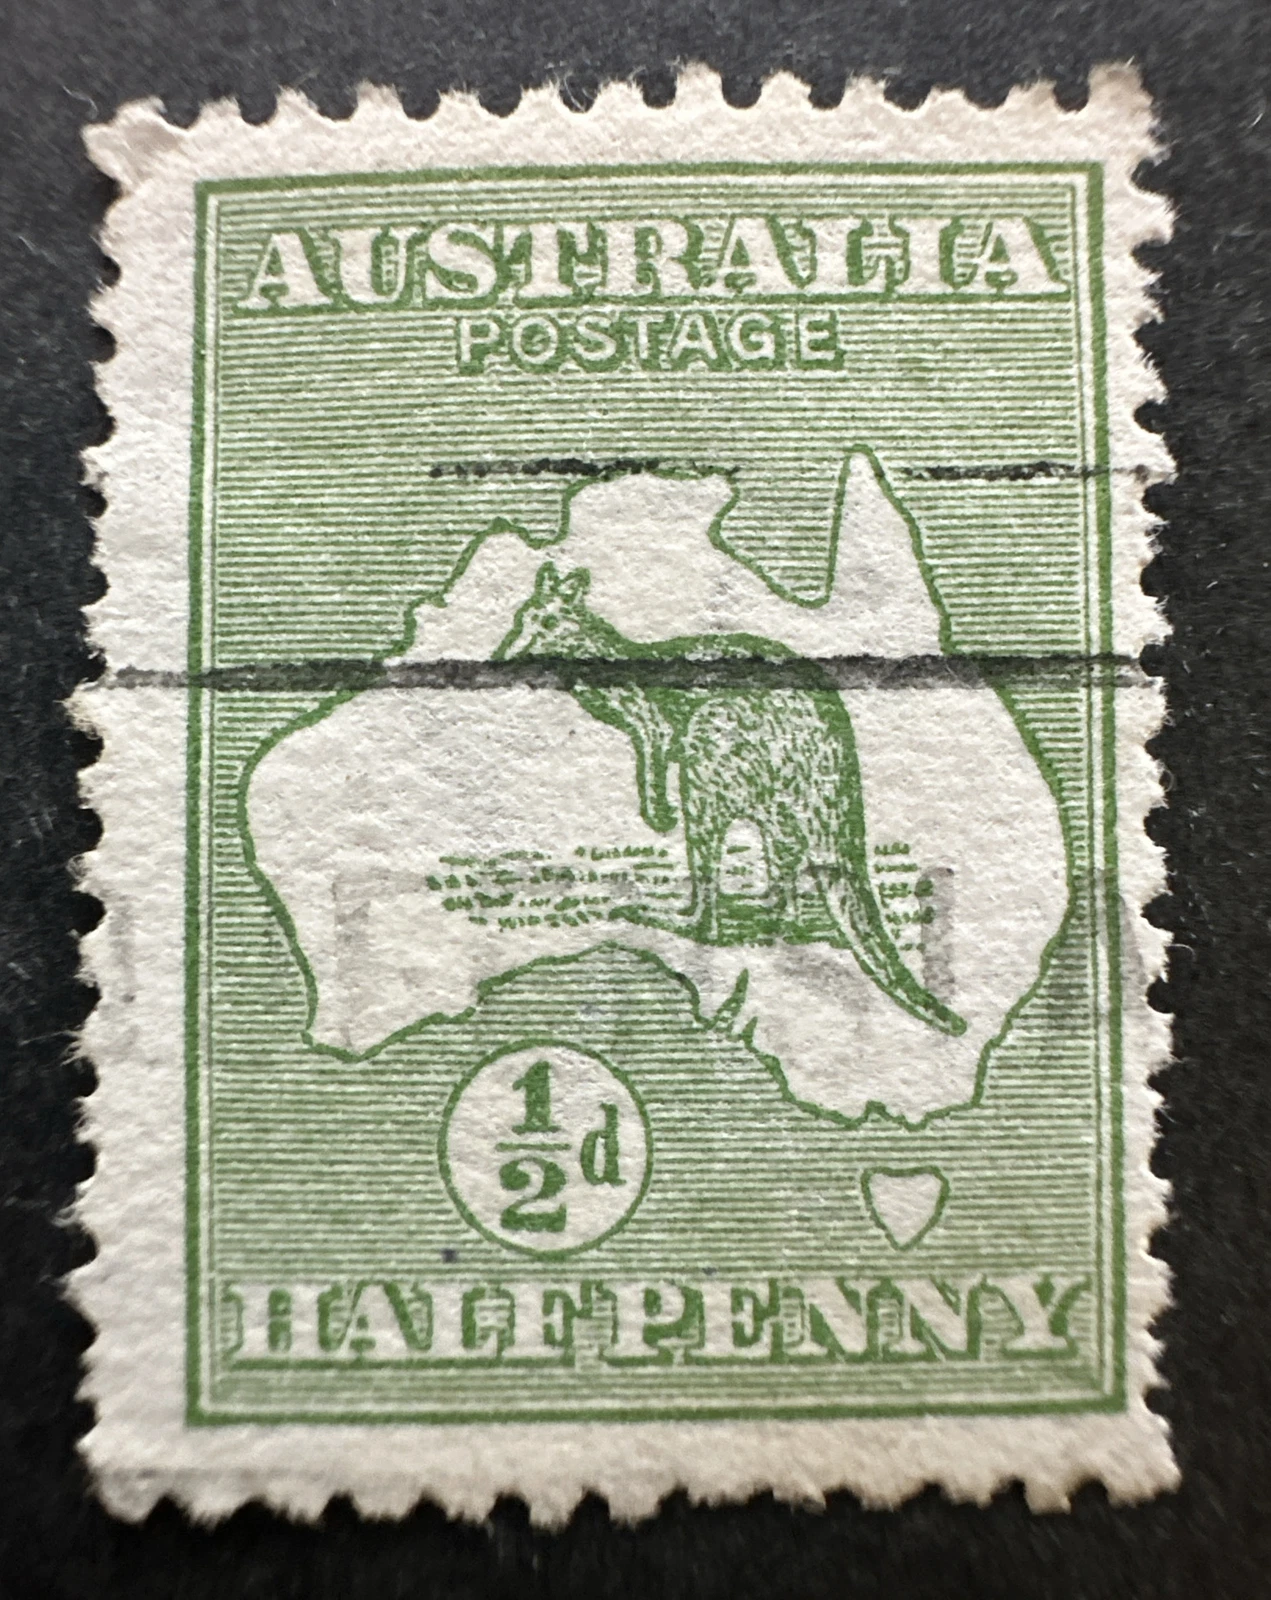 AUSTRALIA
POSTAGE
½d
HALFPENNY